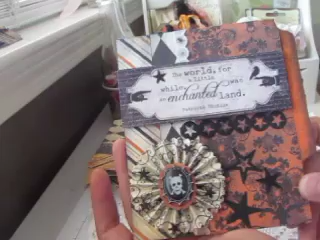 The world, for
a little
while, was
an enchanted land.